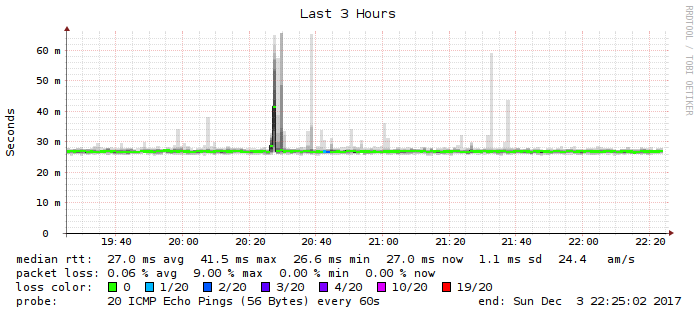 Last 3 Hours
RRDTOOL / TOBI OETIKER
Seconds
60 m
50 m
40 m
30 m
20 m
10 m
0
19:40 20:00 20:20 20:40 21:00 21:20 21:40 22:00 22:20
median rtt: 27.0 ms avg 41.5 ms max 26.6 ms min 27.0 ms now 1.1 ms sd 24.4 am/s
packet loss: 0.06 % avg 9.00 % max 0.00 % min 0.00 % now
loss color: 0 1/20 2/20 3/20 4/20 10/20 19/20
probe: 20 ICMP Echo Pings (56 Bytes) every 60s end: Sun Dec 3 22:25:02 2017